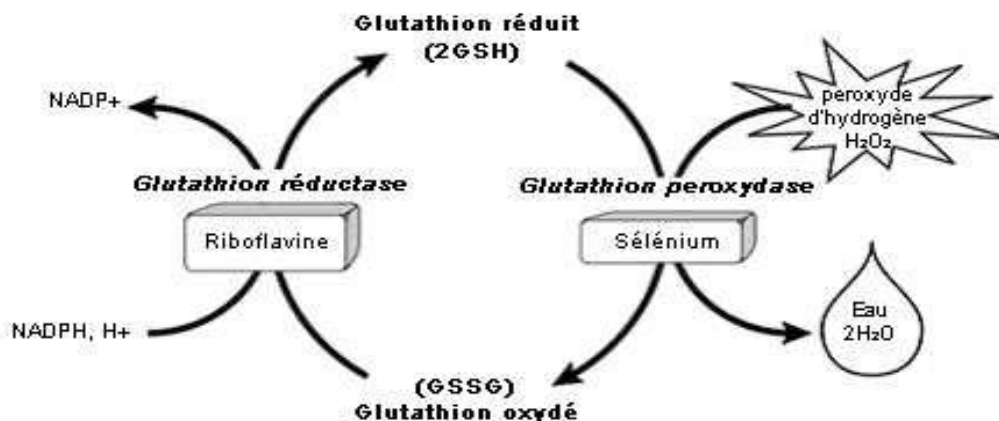 Glutathion réduit
(2GSH)
NADP+
peroxyde
d'hydrogène
H₂O₂
Glutathion réductase
Glutathion peroxydase
Riboflavine
Sélénium
NADPH, H+
Eau
2H₂O
(GSSG)
Glutathion oxydé